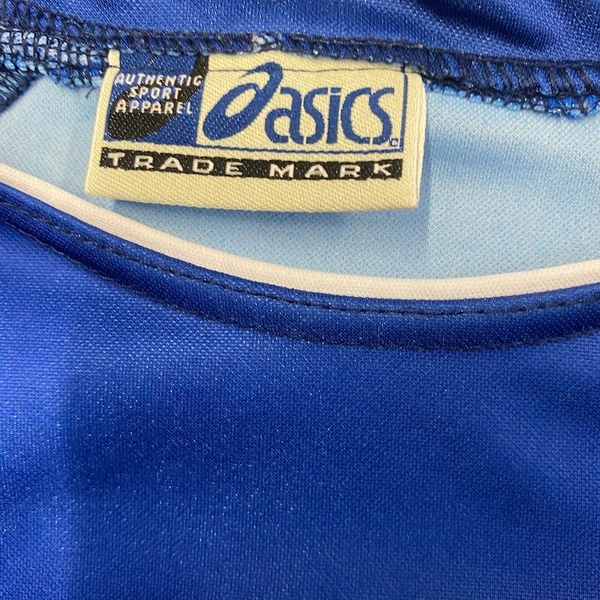 AUTHENTIC
SPORT
APPAREL
asics
TRADE MARK